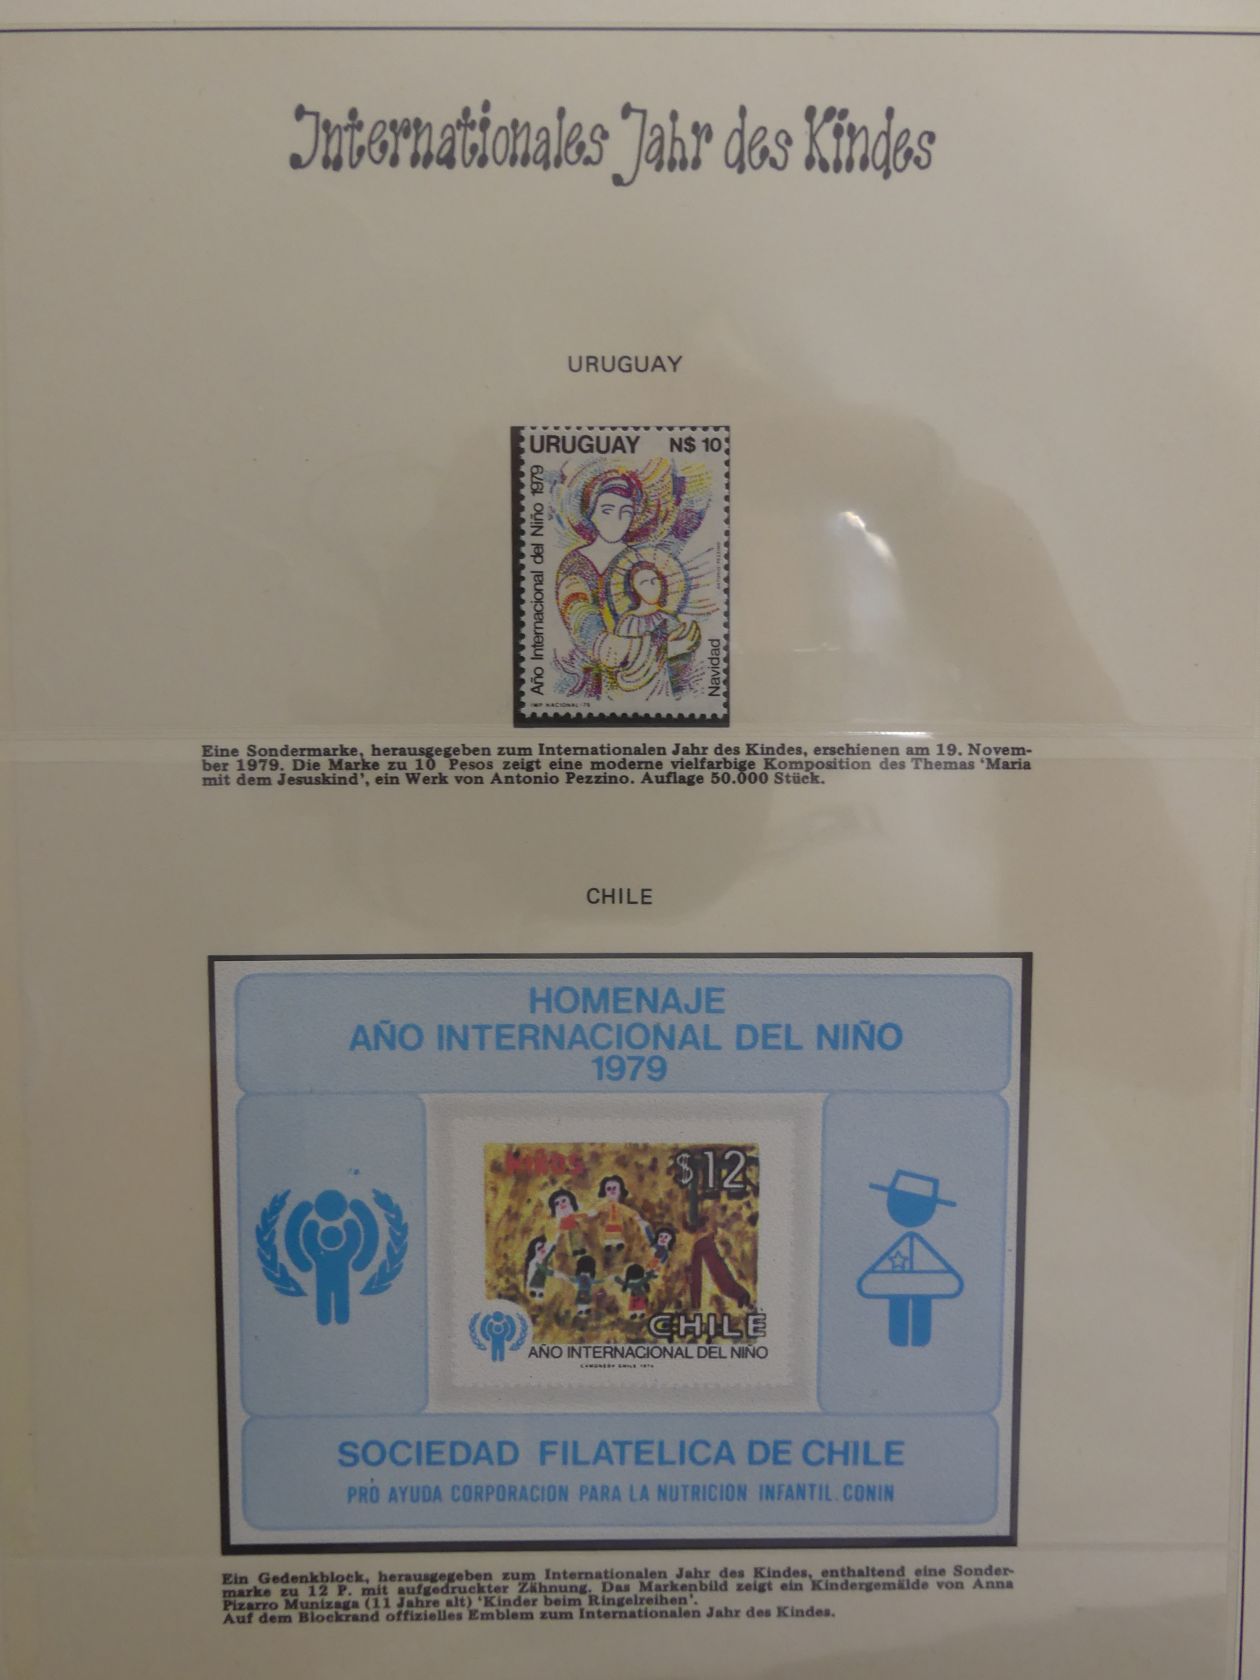 Internationales Jahr des Kindes
URUGUAY
URUGUAY N$ 10
Año Internacional del Niño 1979
ANTONIO PEZZINO
Navidad
IMP NACIONAL-79
Eine Sondermarke, herausgegeben zum Internationalen Jahr des Kindes, erschienen am 19. Novem-
ber 1979. Die Marke zu 10 Pesos zeigt eine moderne vielfarbige Komposition des Themas ‘Maria
mit dem Jesuskind’, ein Werk von Antonio Pezzino. Auflage 50.000 Stück.
CHILE
HOMENAJE
AÑO INTERNACIONAL DEL NIÑO
1979
NIÑOS $12
CHILE
AÑO INTERNACIONAL DEL NIÑO
SOCIEDAD FILATELICA DE CHILE
PRÓ AYUDA CORPORACION PARA LA NUTRICION INFANTIL.CONIN
Ein Gedenkblock, herausgegeben zum Internationalen Jahr des Kindes, enthaltend eine Sonder-
marke zu 12 P. mit aufgedruckter Zähnung. Das Markenbild zeigt ein Kindergemälde von Anna
Pizarro Munizaga (11 Jahre alt) ‘Kinder beim Ringelreihen’.
Auf dem Blockrand offizielles Emblem zum Internationalen Jahr des Kindes.